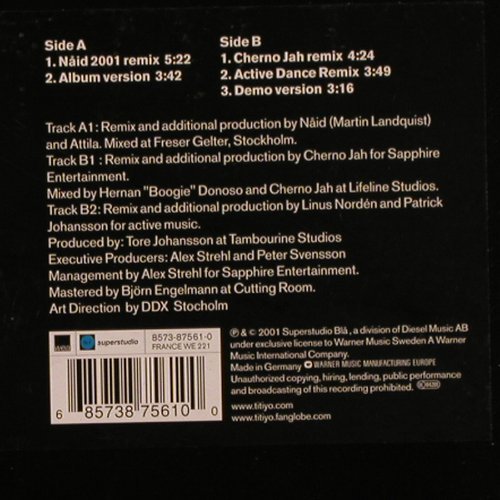 Side A
1. Nåid 2001 remix 5:22
2. Album version 3:42
Side B
1. Cherno Jah remix 4:24
2. Active Dance Remix 3:49
3. Demo version 3:16
Track A1: Remix and additional production by Nåid (Martin Landquist)
and Attila. Mixed at Freser Gelter, Stockholm.
Track B1 : Remix and additional production by Cherno Jah for Sapphire
Entertainment.
Mixed by Hernan "Boogie" Donoso and Cherno Jah at Lifeline Studios.
Track B2: Remix and additional production by Linus Nordén and Patrick
Johansson for active music.
Produced by: Tore Johansson at Tambourine Studios
Executive Producers: Alex Strehl and Peter Svensson
Management by Alex Strehl for Sapphire Entertainment.
Mastered by Björn Engelmann at Cutting Room.
Art Direction by DDX Stocholm
superstudio
8573-87561-0
FRANCE WE 221
6 85738 75610 0
℗ & © 2001 Superstudio Blå, a division of Diesel Music AB
under exclusive license to Warner Music Sweden A Warner
Music International Company.
Made in Germany WARNER MUSIC MANUFACTURING EUROPE
Unauthorized copying, hiring, lending, public performance
and broadcasting of this recording prohibited.
www.titiyo.com
www.titiyo.fanglobe.com